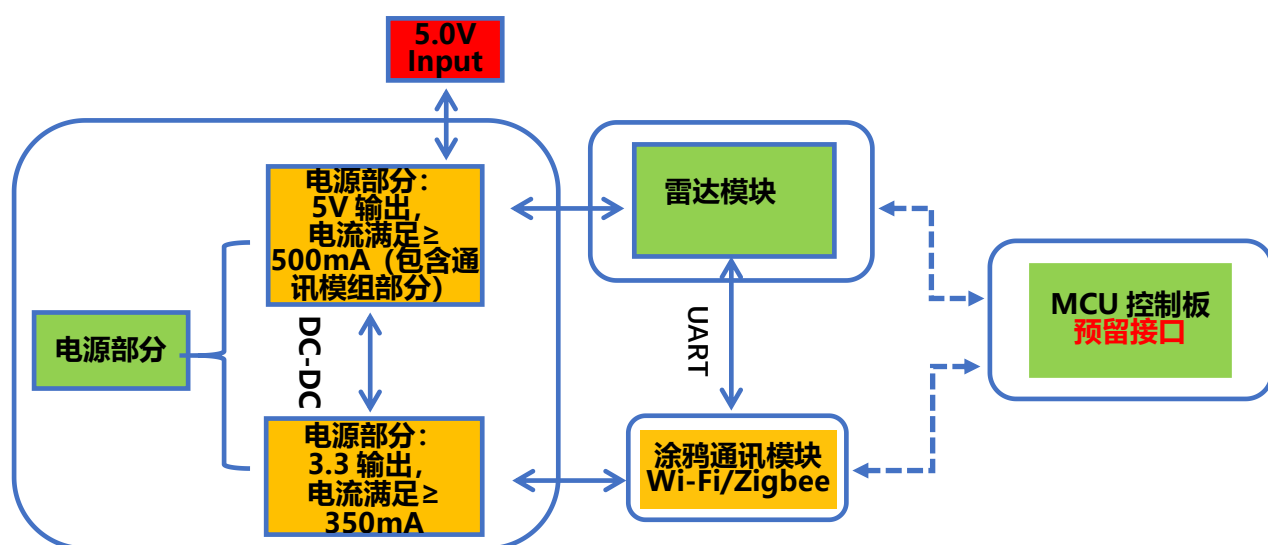 5.0V
Input
电源部分：
5V 输出，
电流满足≥
500mA（包含通
讯模组部分）
雷达模块
MCU 控制板
预留接口
电源部分
DC-DC
UART
电源部分：
3.3 输出，
电流满足≥
350mA
涂鸦通讯模块
Wi-Fi/Zigbee